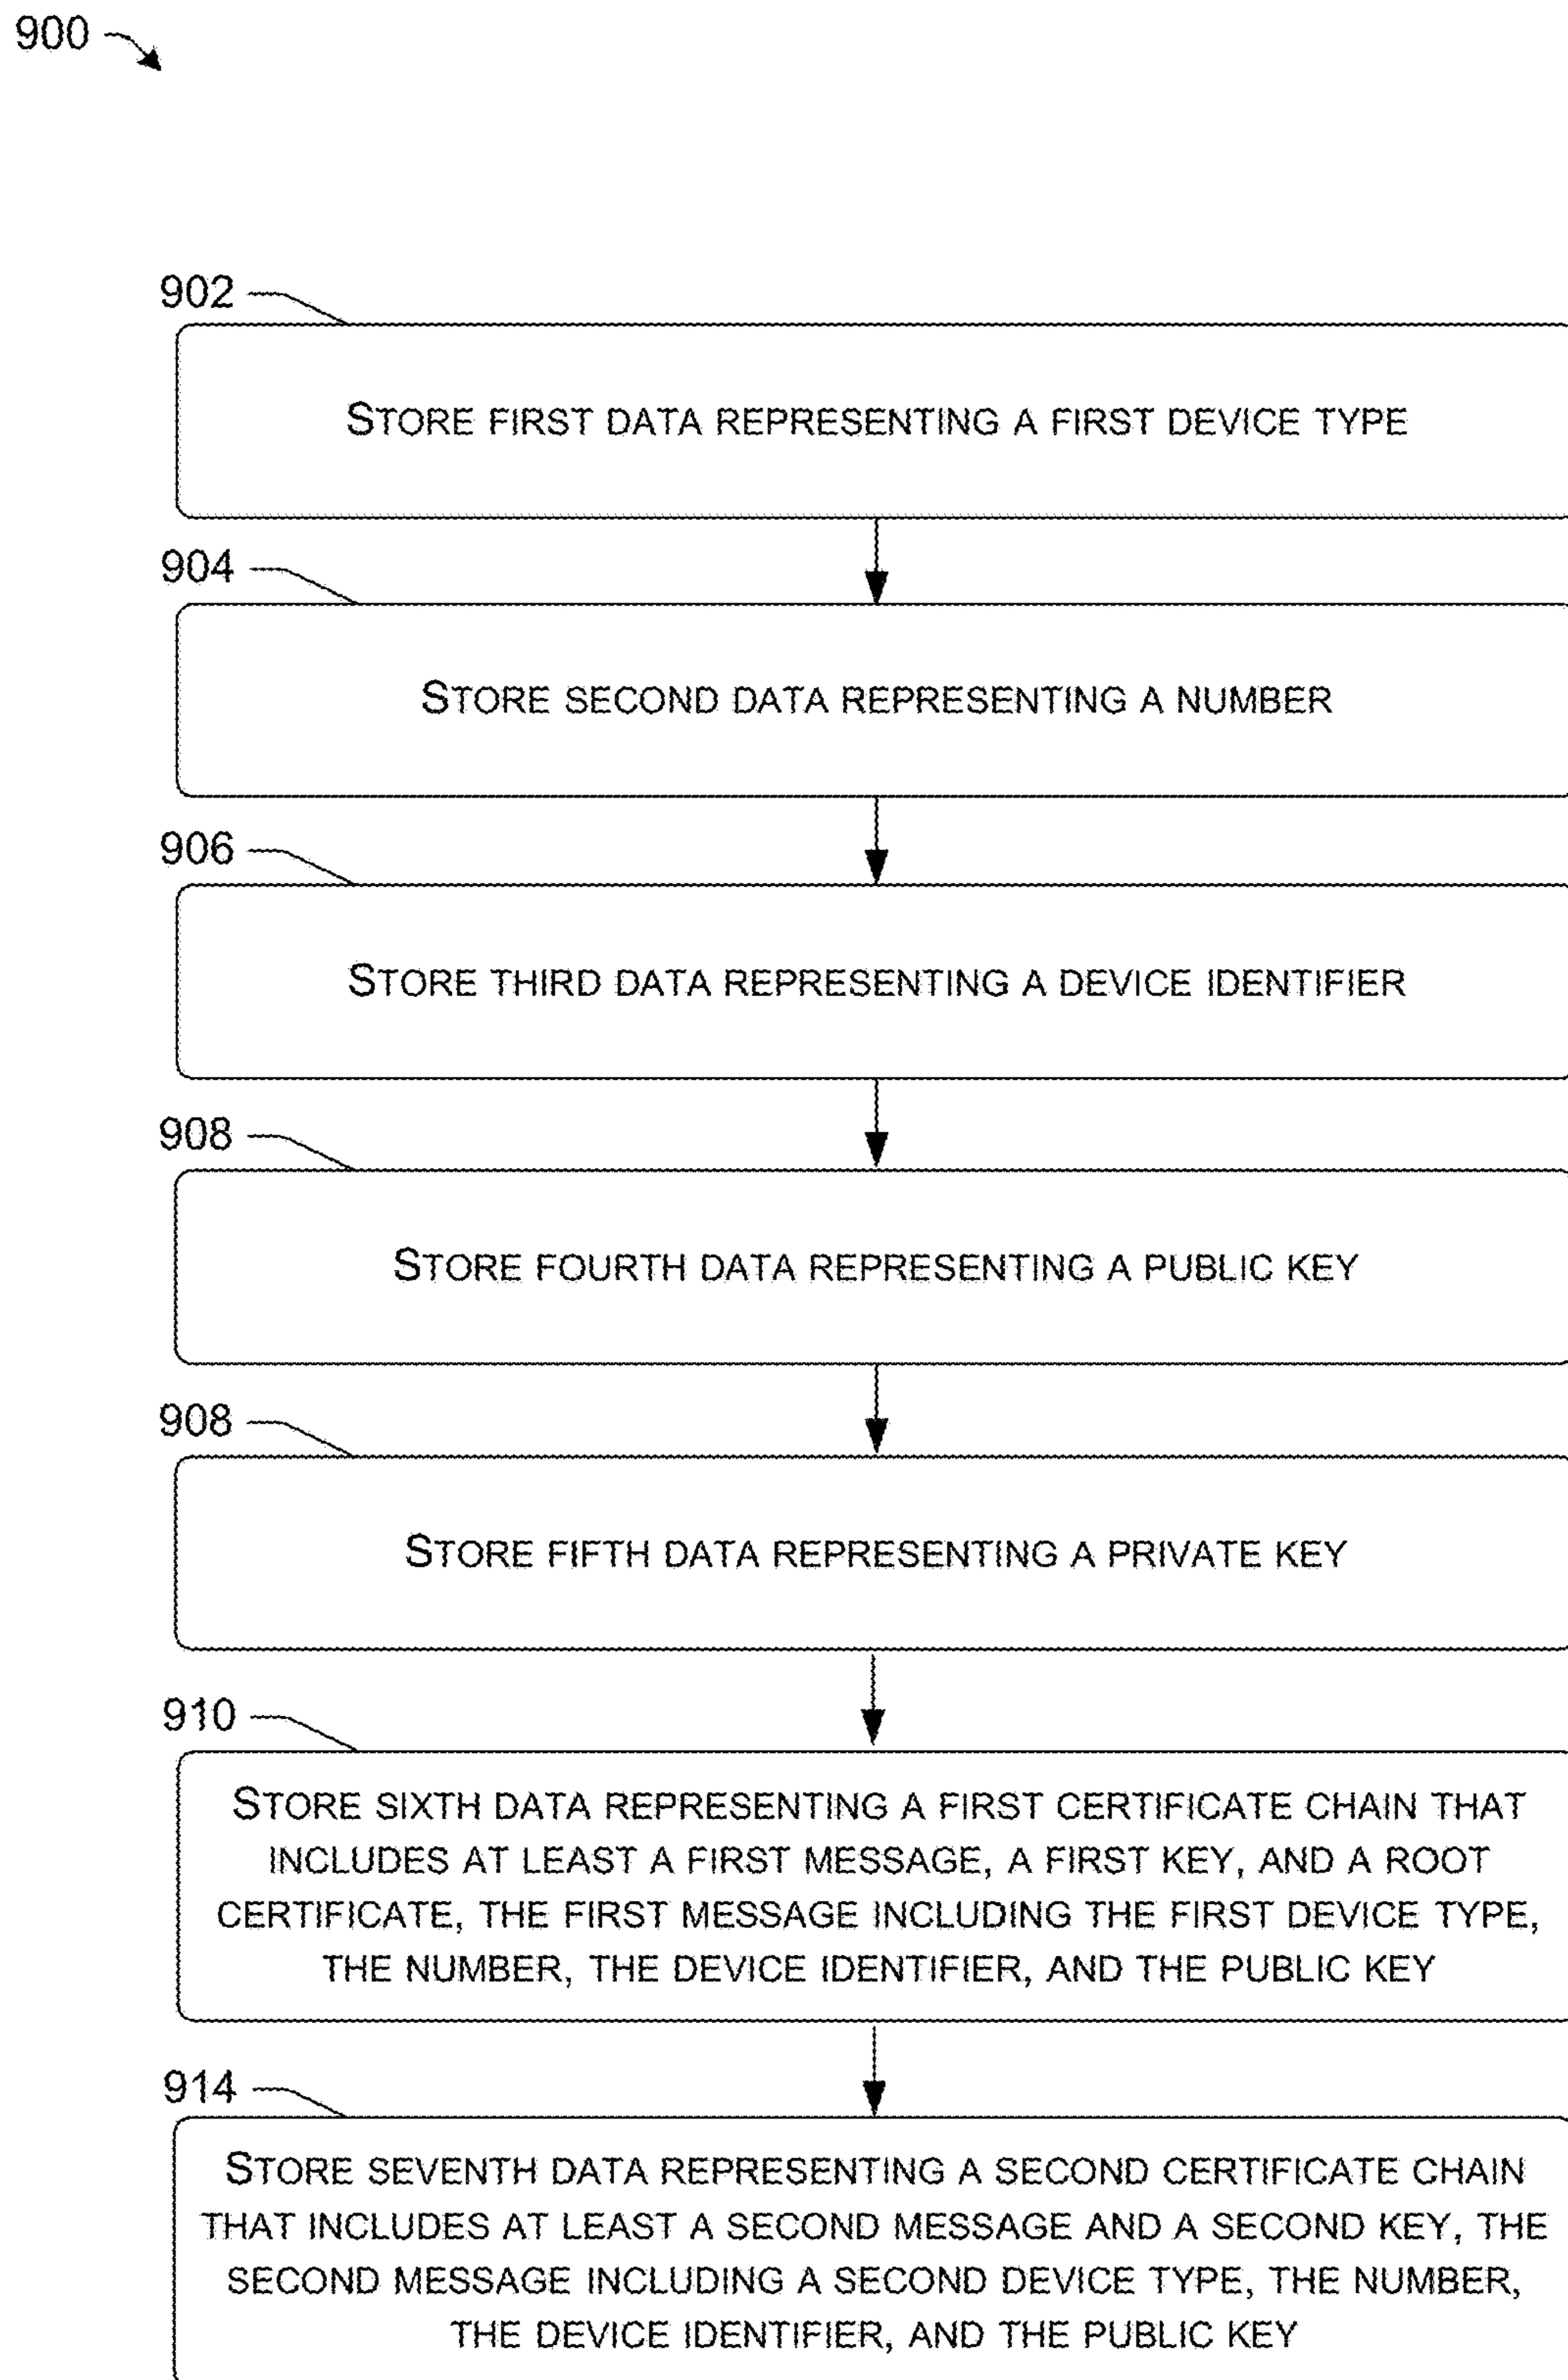 900
902
STORE FIRST DATA REPRESENTING A FIRST DEVICE TYPE
904
STORE SECOND DATA REPRESENTING A NUMBER
906
STORE THIRD DATA REPRESENTING A DEVICE IDENTIFIER
908
STORE FOURTH DATA REPRESENTING A PUBLIC KEY
908
STORE FIFTH DATA REPRESENTING A PRIVATE KEY
910
STORE SIXTH DATA REPRESENTING A FIRST CERTIFICATE CHAIN THAT
INCLUDES AT LEAST A FIRST MESSAGE, A FIRST KEY, AND A ROOT
CERTIFICATE, THE FIRST MESSAGE INCLUDING THE FIRST DEVICE TYPE,
THE NUMBER, THE DEVICE IDENTIFIER, AND THE PUBLIC KEY
914
STORE SEVENTH DATA REPRESENTING A SECOND CERTIFICATE CHAIN
THAT INCLUDES AT LEAST A SECOND MESSAGE AND A SECOND KEY, THE
SECOND MESSAGE INCLUDING A SECOND DEVICE TYPE, THE NUMBER,
THE DEVICE IDENTIFIER, AND THE PUBLIC KEY